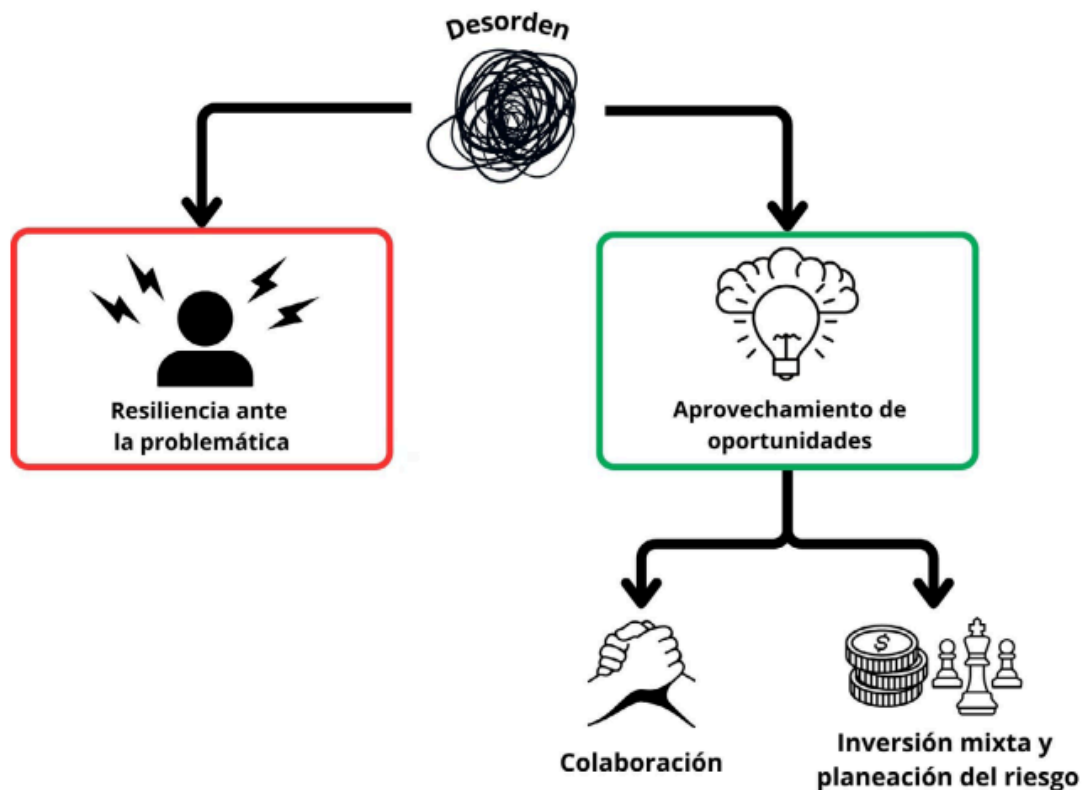 Desorden
Resiliencia ante
la problemática
Aprovechamiento de
oportunidades
$
Colaboración
Inversión mixta y
planeación del riesgo